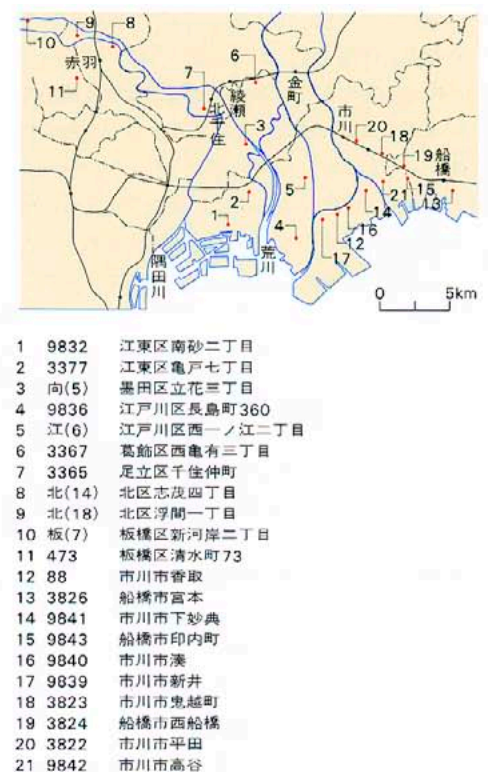 9
8
10
赤羽
6
7
11
綾瀬
金町
北千住
市川
20
3
18
船橋
19
5
2
21
15
13
14
1
4
16
12
17
隅田川
荒川
0 5km
1 9832 江東区南砂二丁目
2 3377 江東区亀戸七丁目
3 向(5) 墨田区立花三丁目
4 9836 江戸川区長島町360
5 江(6) 江戸川区西一ノ江二丁目
6 3367 葛飾区西亀有三丁目
7 3365 足立区千住仲町
8 北(14) 北区志茂四丁目
9 北(18) 北区浮間一丁目
10 板(7) 板橋区新河岸二丁目
11 473 板橋区清水町73
12 88 市川市香取
13 3826 船橋市宮本
14 9841 市川市下妙典
15 9843 船橋市印内町
16 9840 市川市湊
17 9839 市川市新井
18 3823 市川市鬼越町
19 3824 船橋市西船橋
20 3822 市川市平田
21 9842 市川市高谷